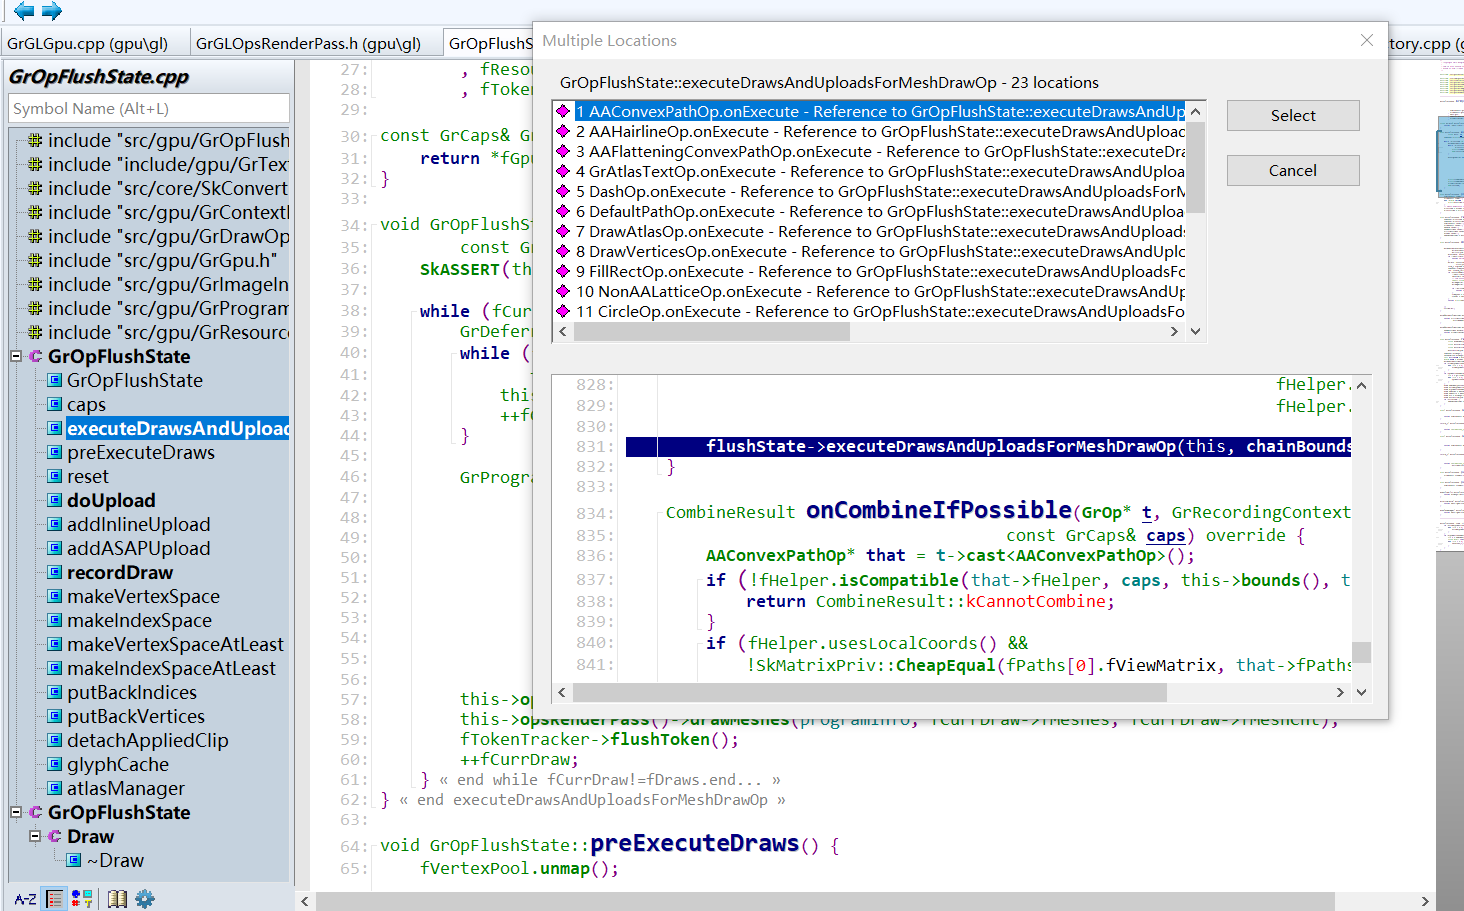 GrGLGpu.cpp (gpu\gl)
GrGLOpsRenderPass.h (gpu\gl)
GrOpFlushS
tory.cpp (g
GrOpFlushState.cpp
Symbol Name (Alt+L)
include "src/gpu/GrOpFlush
include "include/gpu/GrText
include "src/core/SkConvert
include "src/gpu/GrContextI
include "src/gpu/GrDrawOp
include "src/gpu/GrGpu.h"
include "src/gpu/GrImageIn
include "src/gpu/GrProgram
include "src/gpu/GrResourc
GrOpFlushState
GrOpFlushState
caps
executeDrawsAndUpload
preExecuteDraws
reset
doUpload
addInlineUpload
addASAPUpload
recordDraw
makeVertexSpace
makeIndexSpace
makeVertexSpaceAtLeast
makeIndexSpaceAtLeast
putBackIndices
putBackVertices
detachAppliedClip
glyphCache
atlasManager
GrOpFlushState
Draw
~Draw
A-Z
27: , fResou
28: , fToken
29:
30: const GrCaps& G
31: return *fGp
32: }
33:
34: void GrOpFlushSt
35: const G
36: SkASSERT(th
37:
38: while (fCur
39: GrDefer
40: while (
41:
42: this
43: ++f
44: }
45:
46: GrProgra
47:
48:
49:
50:
51:
52:
53:
54:
55:
56:
57: this->o
58: this->opsRenderPass()->drawMeshes(programInfo, fCurrDraw->fMeshes, fCurrDraw->fMeshCnt);
59: fTokenTracker->flushToken();
60: ++fCurrDraw;
61: } « end while fCurrDraw!=fDraws.end... »
62: } « end executeDrawsAndUploadsForMeshDrawOp »
63:
64: void GrOpFlushState::preExecuteDraws() {
65: fVertexPool.unmap();
Multiple Locations
GrOpFlushState::executeDrawsAndUploadsForMeshDrawOp - 23 locations
1 AAConvexPathOp.onExecute - Reference to GrOpFlushState::executeDrawsAndUp
2 AAHairlineOp.onExecute - Reference to GrOpFlushState::executeDrawsAndUploac
3 AAFlatteningConvexPathOp.onExecute - Reference to GrOpFlushState::executeDra
4 GrAtlasTextOp.onExecute - Reference to GrOpFlushState::executeDrawsAndUploa
5 DashOp.onExecute - Reference to GrOpFlushState::executeDrawsAndUploadsForM
6 DefaultPathOp.onExecute - Reference to GrOpFlushState::executeDrawsAndUploa
7 DrawAtlasOp.onExecute - Reference to GrOpFlushState::executeDrawsAndUploads
8 DrawVerticesOp.onExecute - Reference to GrOpFlushState::executeDrawsAndUplc
9 FillRectOp.onExecute - Reference to GrOpFlushState::executeDrawsAndUploadsFo
10 NonAALatticeOp.onExecute - Reference to GrOpFlushState::executeDrawsAndU
11 CircleOp.onExecute - Reference to GrOpFlushState::executeDrawsAndUploadsFo
Select
Cancel
828: fHelper.
829: fHelper.
830:
831: flushState->executeDrawsAndUploadsForMeshDrawOp(this, chainBounds
832: }
833:
834: CombineResult onCombineIfPossible(GrOp* t, GrRecordingContext
835: const GrCaps& caps) override {
836: AAConvexPathOp* that = t->cast<AAConvexPathOp>();
837: if (!fHelper.isCompatible(that->fHelper, caps, this->bounds(), t
838: return CombineResult::kCannotCombine;
839: }
840: if (fHelper.usesLocalCoords() &&
841: !SkMatrixPriv::CheapEqual(fPaths[0].fViewMatrix, that->fPaths